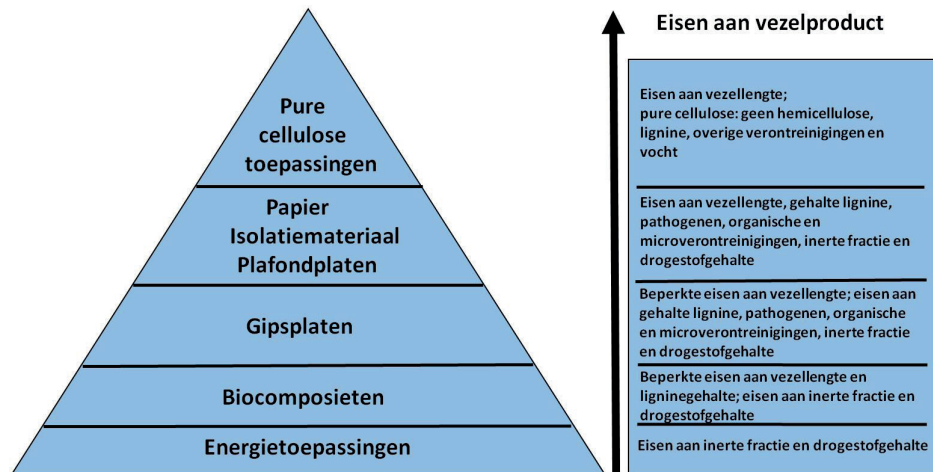 Pure
cellulose
toepassingen
Papier
Isolatiemateriaal
Plafondplaten
Gipsplaten
Biocomposieten
Energietoepassingen
Eisen aan vezelproduct
Eisen aan vezellengte;
pure cellulose: geen hemicellulose,
lignine, overige verontreinigingen en
vocht
Eisen aan vezellengte, gehalte lignine,
pathogenen, organische en
microverontreinigingen, inerte fractie en
drogestofgehalte
Beperkte eisen aan vezellengte; eisen aan
gehalte lignine, pathogenen, organische
en microverontreinigingen, inerte fractie
en drogestofgehalte
Beperkte eisen aan vezellengte en
ligninegehalte; eisen aan inerte fractie en
drogestofgehalte
Eisen aan inerte fractie en drogestofgehalte